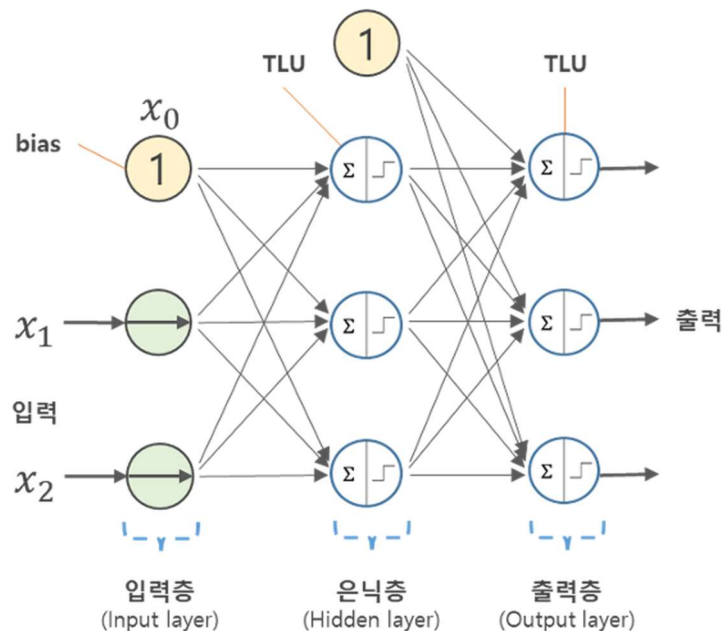 1
TLU
TLU
x₀
bias
1
Σ
Σ
x₁
Σ
Σ
출력
입력
x₂
Σ
Σ
입력층
(Input layer)
은닉층
(Hidden layer)
출력층
(Output layer)